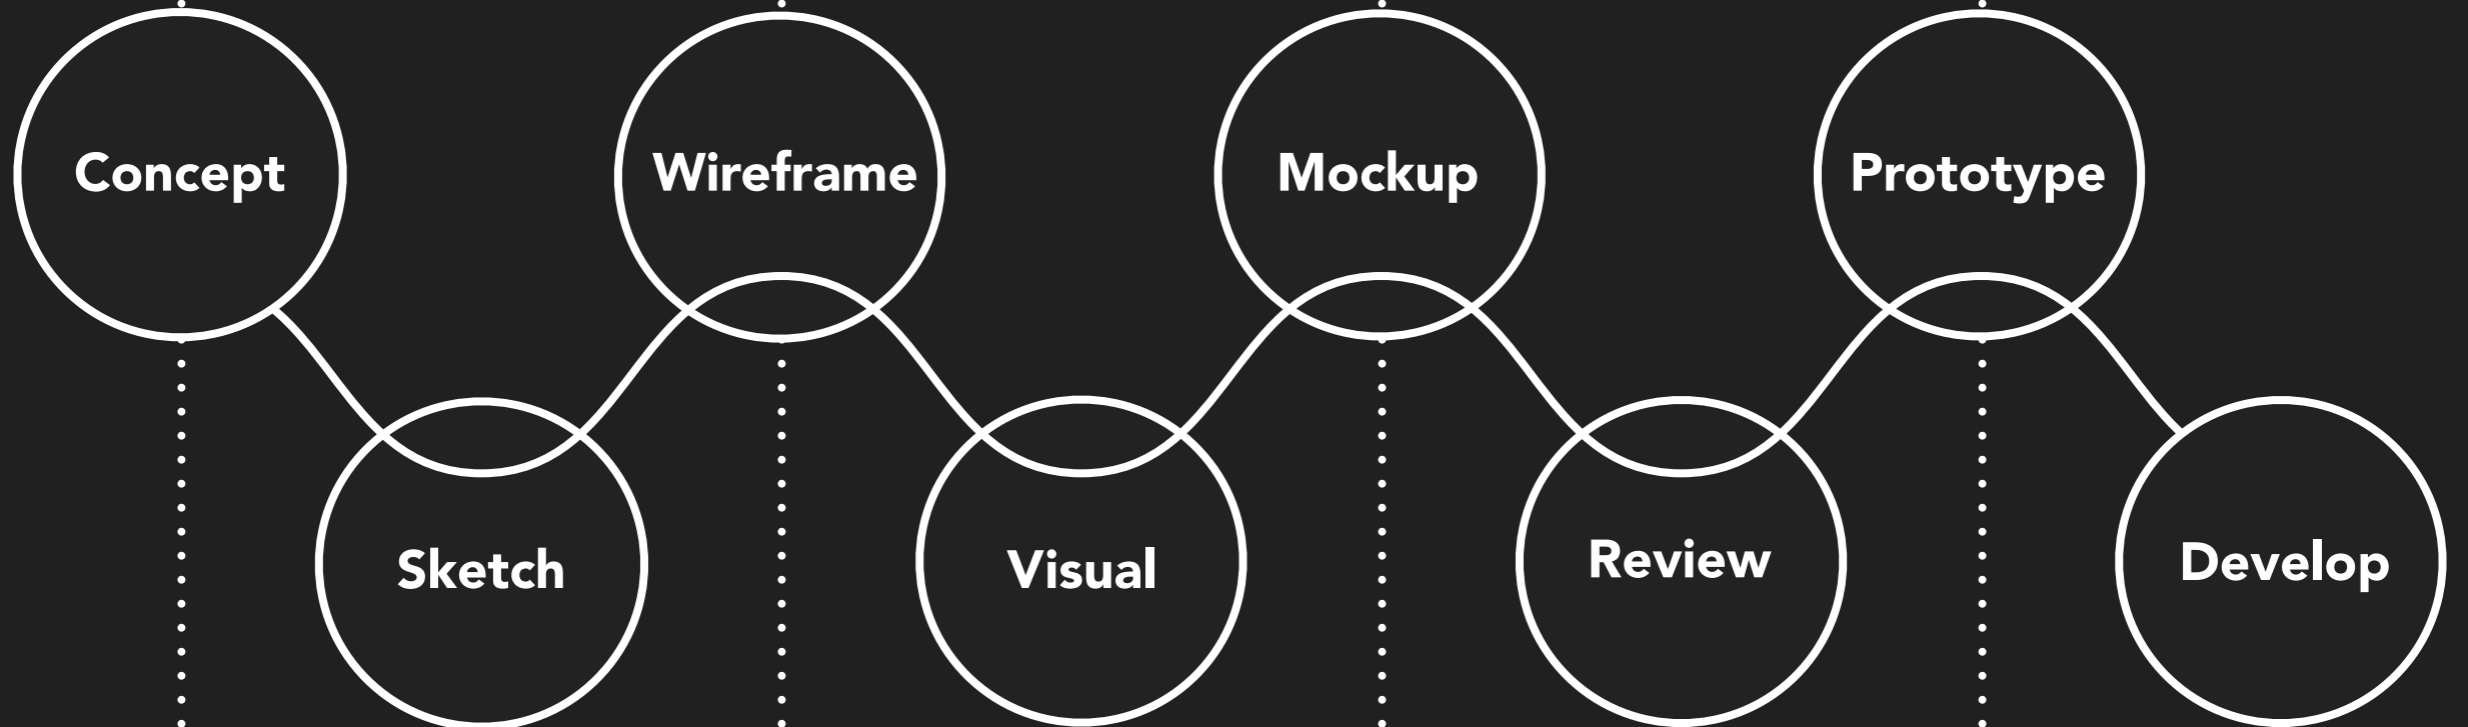 Concept
Sketch
Wireframe
Visual
Mockup
Review
Prototype
Develop